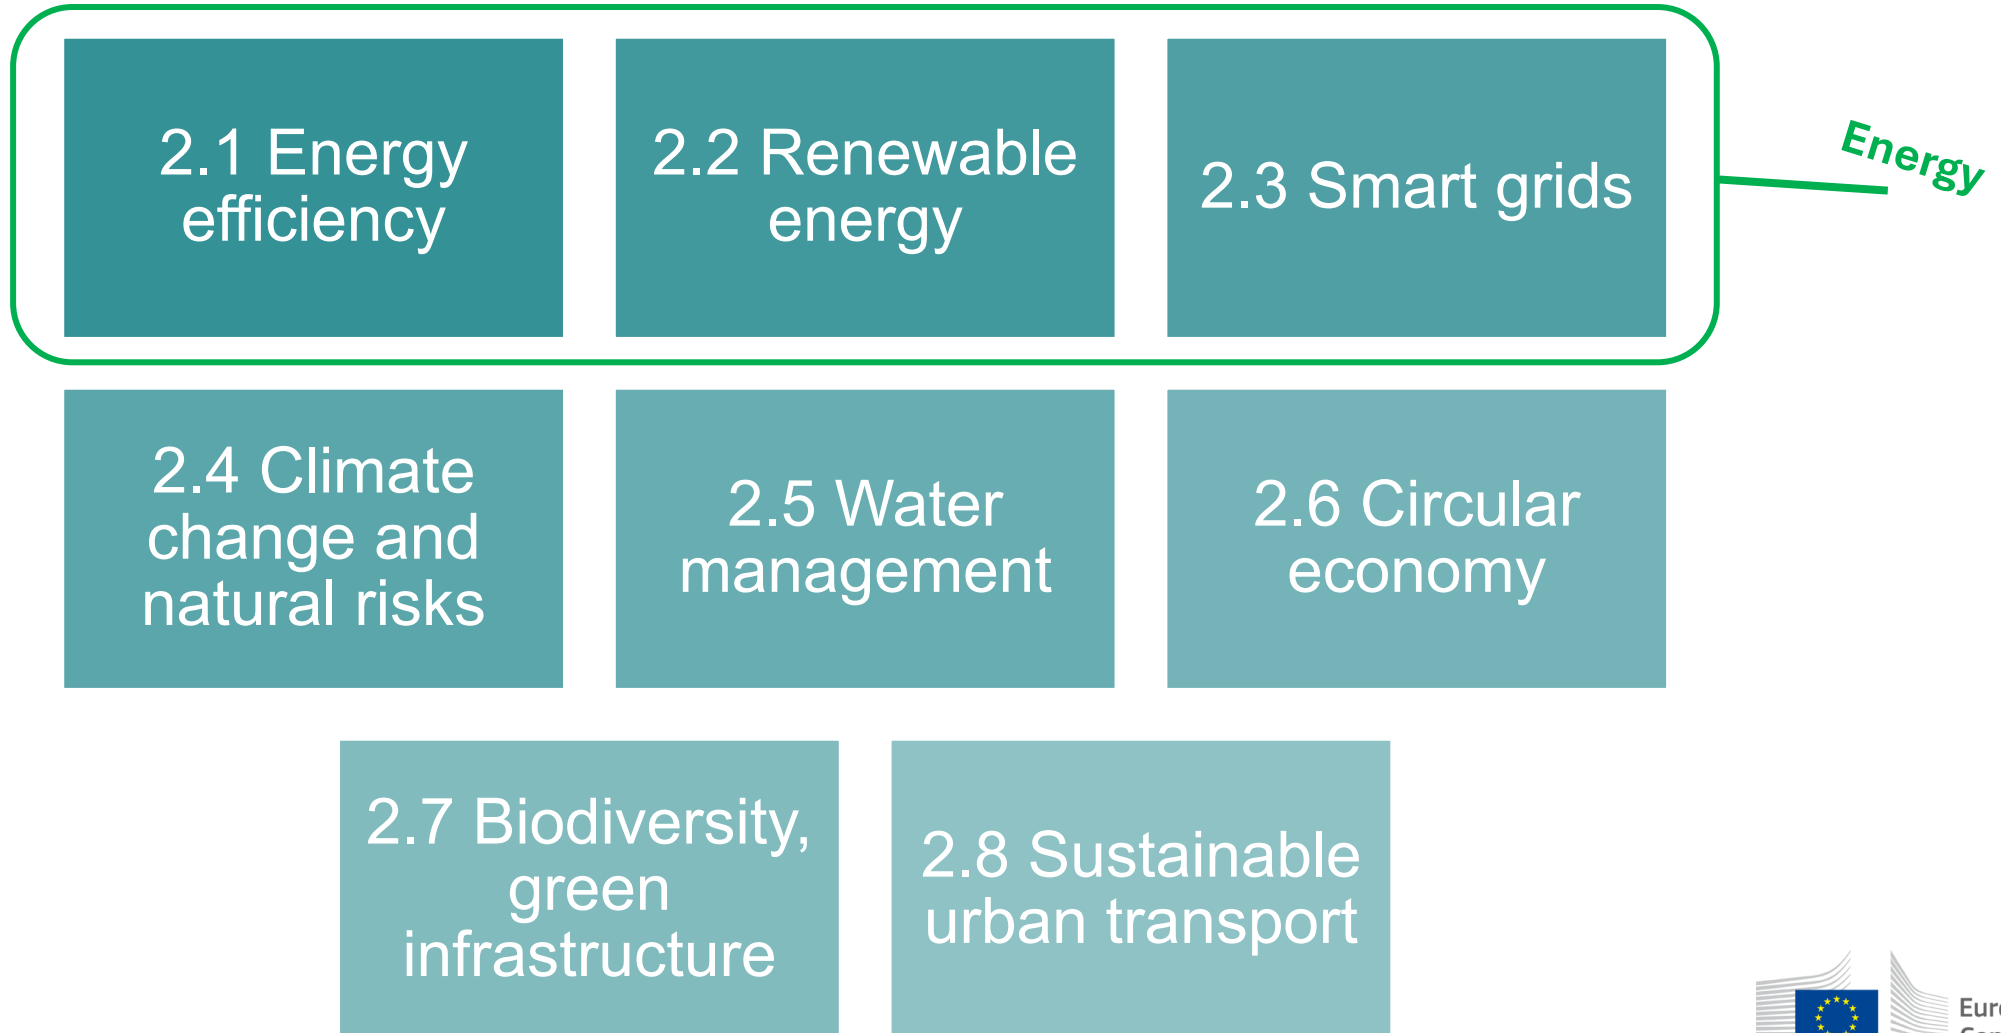 2.1 Energy
efficiency
2.2 Renewable
energy
2.3 Smart grids
Energy
2.4 Climate
change and
natural risks
2.5 Water
management
2.6 Circular
economy
2.7 Biodiversity,
green
infrastructure
2.8 Sustainable
urban transport